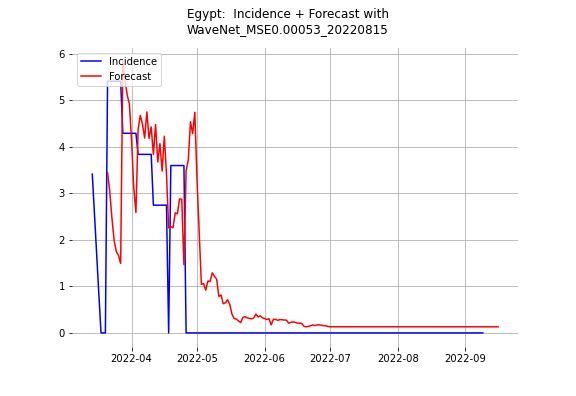 Egypt:  Incidence + Forecast with
WaveNet_MSE0.00053_20220815
Incidence
Forecast
6
5
4
3
2
1
0
2022-04 2022-05 2022-06 2022-07 2022-08 2022-09